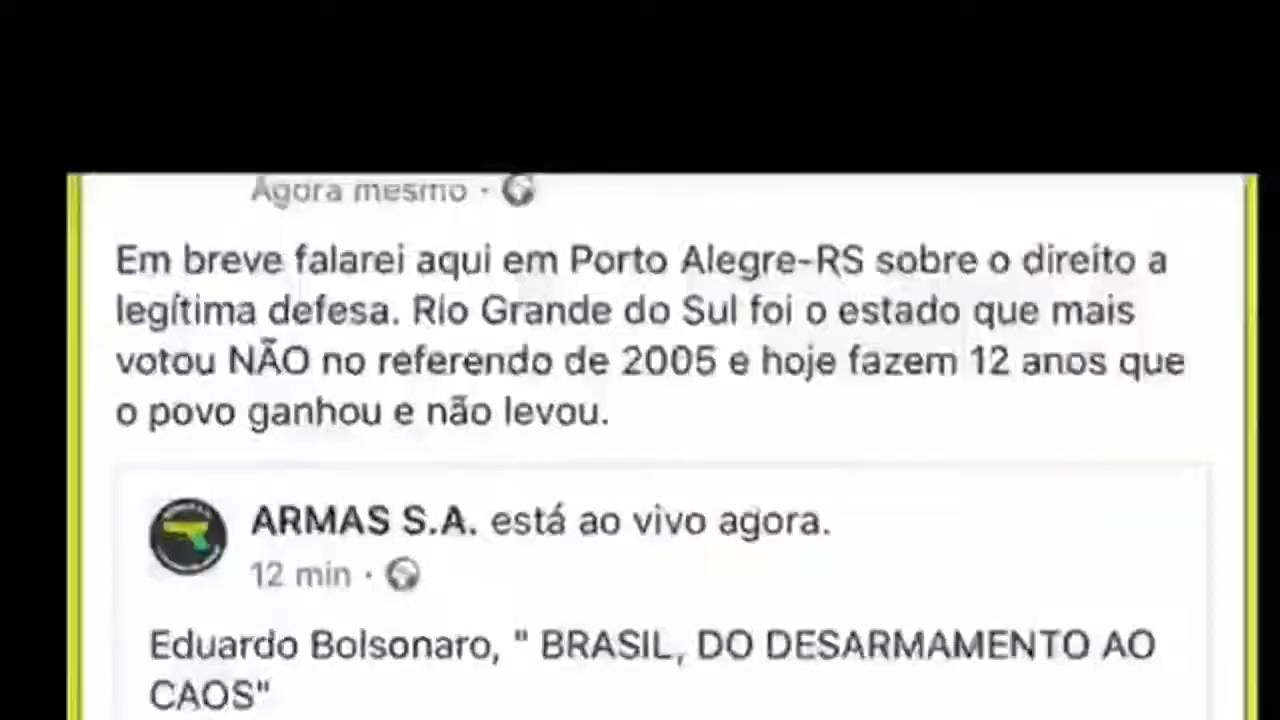 Agora mesmo ·
Em breve falarei aqui em Porto Alegre-RS sobre o direito a
legítima defesa. Rio Grande do Sul foi o estado que mais
votou NÃO no referendo de 2005 e hoje fazem 12 anos que
o povo ganhou e não levou.
ARMAS S.A. está ao vivo agora.
12 min ·
Eduardo Bolsonaro, " BRASIL, DO DESARMAMENTO AO
CAOS"